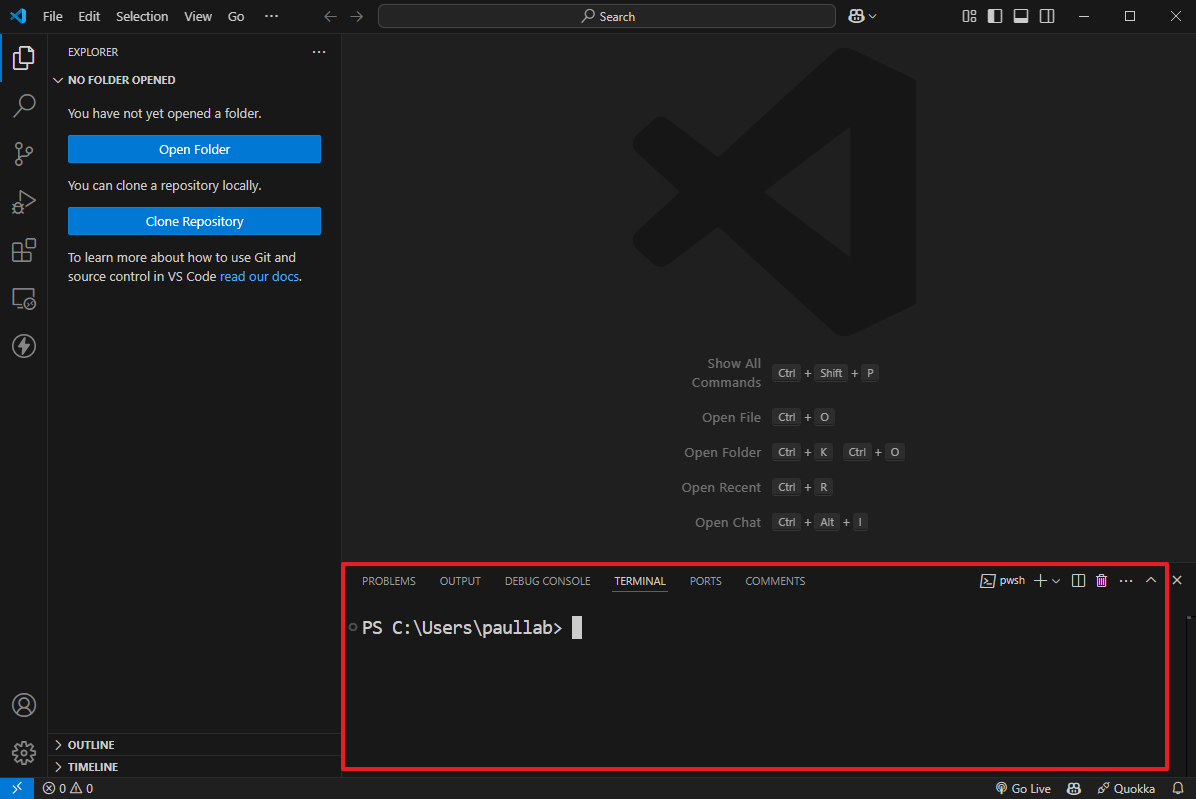 File Edit Selection View Go ··· Search
EXPLORER ···
NO FOLDER OPENED
You have not yet opened a folder.
Open Folder
You can clone a repository locally.
Clone Repository
To learn more about how to use Git and
source control in VS Code read our docs.
Show All
Commands Ctrl + Shift + P
Open File Ctrl + O
Open Folder Ctrl + K Ctrl + O
Open Recent Ctrl + R
Open Chat Ctrl + Alt + I
PROBLEMS OUTPUT DEBUG CONSOLE TERMINAL PORTS COMMENTS pwsh ···
PS C:\Users\paullab>
OUTLINE
TIMELINE
0 0 Go Live Quokka